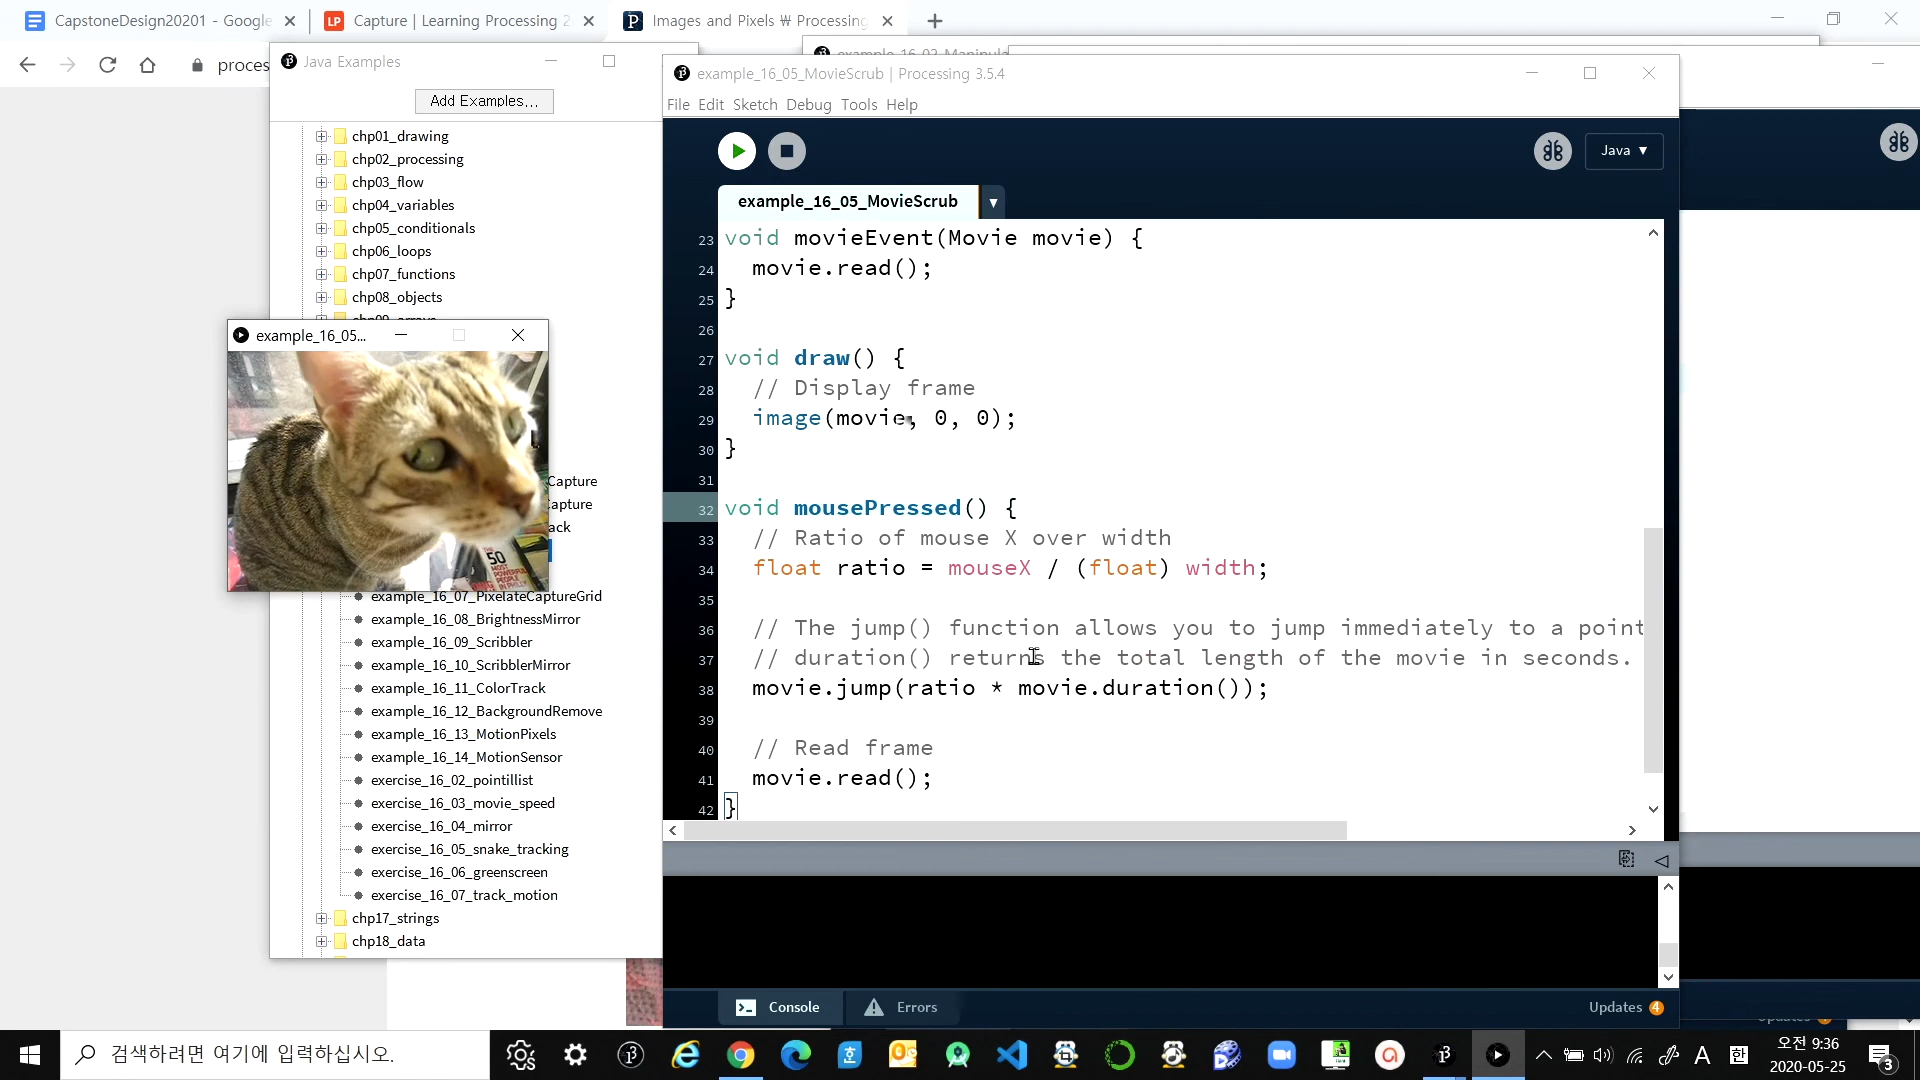 CapstoneDesign20201 - Google
Capture | Learning Processing 2
Images and Pixels \ Processing
proces
Java Examples
Add Examples...
chp01_drawing
chp02_processing
chp03_flow
chp04_variables
chp05_conditionals
chp06_loops
chp07_functions
chp08_objects
example_16_05...
Capture
apture
ack
example_16_07_PixelateCaptureGrid
example_16_08_BrightnessMirror
example_16_09_Scribbler
example_16_10_ScribblerMirror
example_16_11_ColorTrack
example_16_12_BackgroundRemove
example_16_13_MotionPixels
example_16_14_MotionSensor
exercise_16_02_pointillist
exercise_16_03_movie_speed
exercise_16_04_mirror
exercise_16_05_snake_tracking
exercise_16_06_greenscreen
exercise_16_07_track_motion
chp17_strings
chp18_data
example_16_05_MovieScrub | Processing 3.5.4
File Edit Sketch Debug Tools Help
Java ▼
example_16_05_MovieScrub ▼
23 void movieEvent(Movie movie) {
24 movie.read();
25 }
26
27 void draw() {
28 // Display frame
29 image(movie, 0, 0);
30 }
31
32 void mousePressed() {
33 // Ratio of mouse X over width
34 float ratio = mouseX / (float) width;
35
36 // The jump() function allows you to jump immediately to a point
37 // duration() returns the total length of the movie in seconds.
38 movie.jump(ratio * movie.duration());
39
40 // Read frame
41 movie.read();
42 }
Console
Errors
Updates 4
검색하려면 여기에 입력하십시오.
A 한
오전 9:36
2020-05-25
3